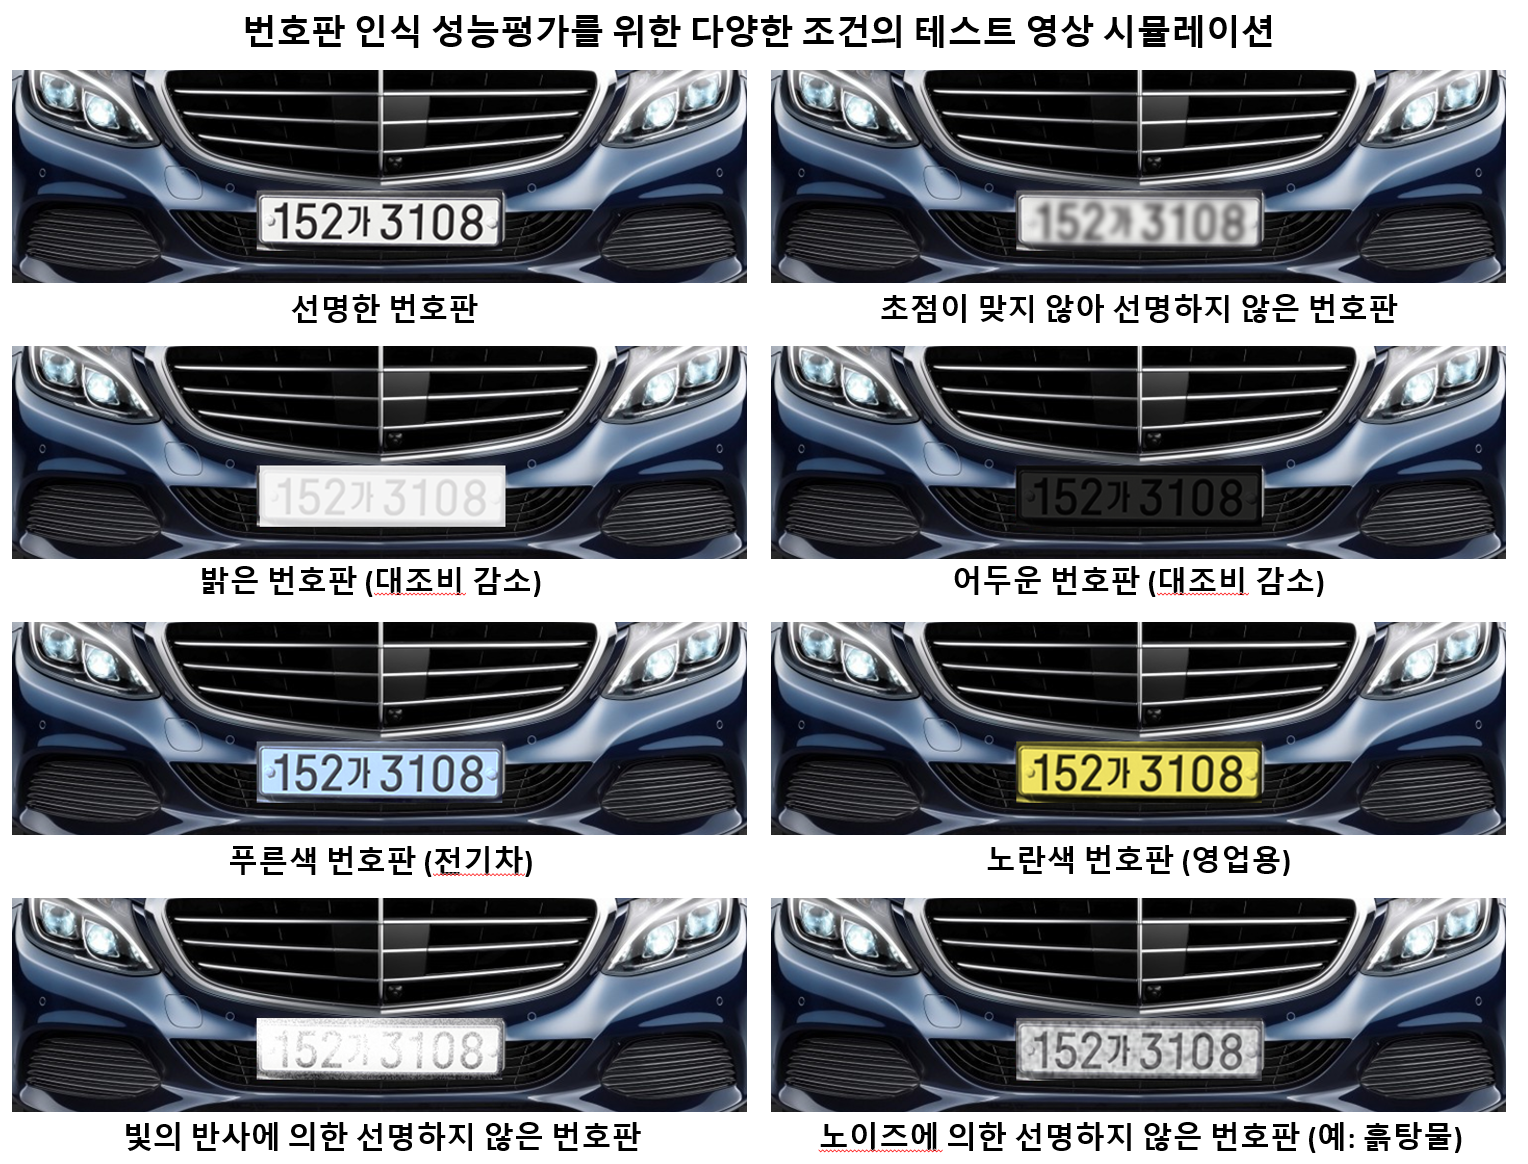 번호판 인식 성능평가를 위한 다양한 조건의 테스트 영상 시뮬레이션
152가 3108
152가 3108
선명한 번호판
초점이 맞지 않아 선명하지 않은 번호판
152가 3108
152가 3108
밝은 번호판 (대조비 감소)
어두운 번호판 (대조비 감소)
152가 3108
152가 3108
푸른색 번호판 (전기차)
노란색 번호판 (영업용)
152가 3108
152가 3108
빛의 반사에 의한 선명하지 않은 번호판
노이즈에 의한 선명하지 않은 번호판 (예: 흙탕물)